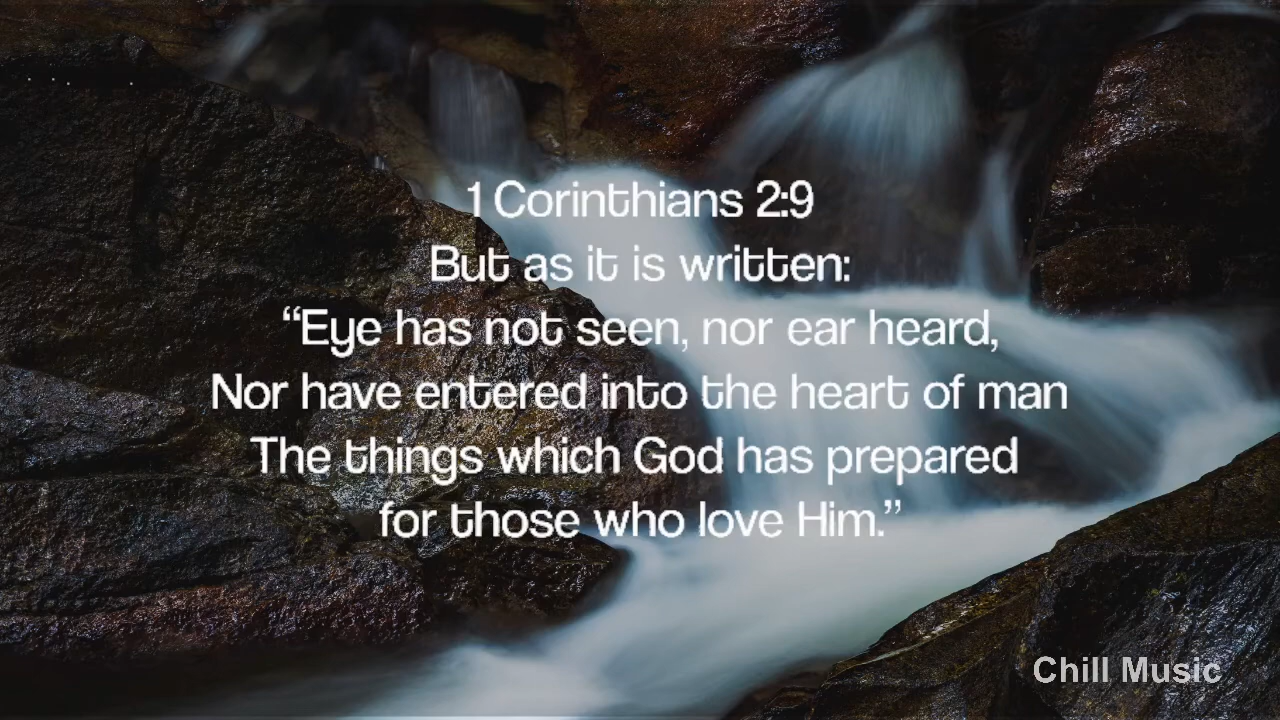 1 Corinthians 2:9
But as it is written:
“Eye has not seen, nor ear heard,
Nor have entered into the heart of man
The things which God has prepared
for those who love Him.”
Chill Music